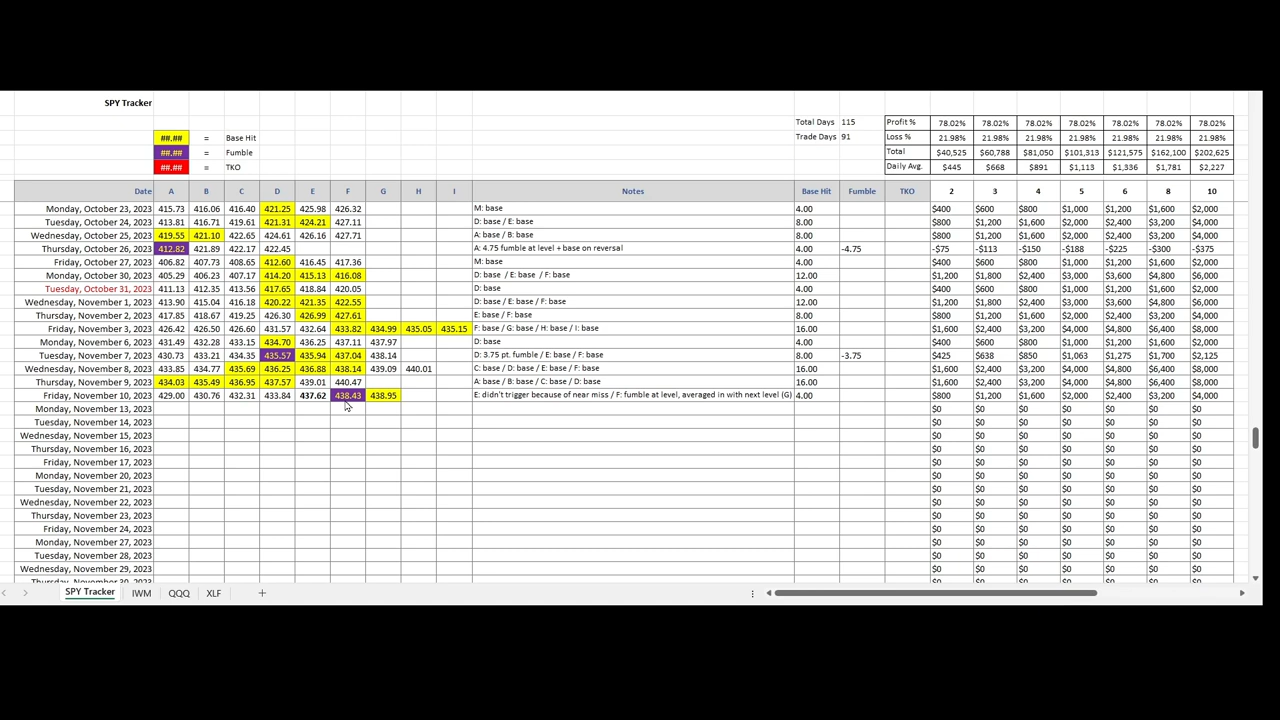 SPY Tracker
Total Days 115 Profit % 78.02% 78.02% 78.02% 78.02% 78.02% 78.02% 78.02%
##.## = Base Hit Trade Days 91 Loss % 21.98% 21.98% 21.98% 21.98% 21.98% 21.98% 21.98%
##.## = Fumble Total $40,525 $60,788 $81,050 $101,313 $121,575 $162,100 $202,625
##.## = TKO Daily Avg. $445 $668 $891 $1,113 $1,336 $1,781 $2,227
Date A B C D E F G H I Notes Base Hit Fumble TKO 2 3 4 5 6 8 10
Monday, October 23, 2023 415.73 416.06 416.40 421.25 425.98 426.32 M: base 4.00 $400 $600 $800 $1,000 $1,200 $1,600 $2,000
Tuesday, October 24, 2023 413.81 416.71 419.61 421.31 424.21 427.11 D: base / E: base 8.00 $800 $1,200 $1,600 $2,000 $2,400 $3,200 $4,000
Wednesday, October 25, 2023 419.55 421.10 422.65 424.61 426.16 427.71 A: base / B: base 8.00 $800 $1,200 $1,600 $2,000 $2,400 $3,200 $4,000
Thursday, October 26, 2023 412.82 421.89 422.17 422.45 A: 4.75 fumble at level + base on reversal 4.00 -4.75 -$75 -$113 -$150 -$188 -$225 -$300 -$375
Friday, October 27, 2023 406.82 407.73 408.65 412.60 416.45 417.36 M: base 4.00 $400 $600 $800 $1,000 $1,200 $1,600 $2,000
Monday, October 30, 2023 405.29 406.23 407.17 414.20 415.13 416.08 D: base / E: base / F: base 12.00 $1,200 $1,800 $2,400 $3,000 $3,600 $4,800 $6,000
Tuesday, October 31, 2023 411.13 412.35 413.56 417.65 418.84 420.05 D: base 4.00 $400 $600 $800 $1,000 $1,200 $1,600 $2,000
Wednesday, November 1, 2023 413.90 415.04 416.18 420.22 421.35 422.55 D: base / E: base / F: base 12.00 $1,200 $1,800 $2,400 $3,000 $3,600 $4,800 $6,000
Thursday, November 2, 2023 417.85 418.67 419.25 426.30 426.99 427.61 E: base / F: base 8.00 $800 $1,200 $1,600 $2,000 $2,400 $3,200 $4,000
Friday, November 3, 2023 426.42 426.50 426.60 431.57 432.64 433.82 434.99 435.05 435.15 F: base / G: base / H: base / I: base 16.00 $1,600 $2,400 $3,200 $4,000 $4,800 $6,400 $8,000
Monday, November 6, 2023 431.49 432.28 433.15 434.70 436.25 437.11 437.97 D: base 4.00 $400 $600 $800 $1,000 $1,200 $1,600 $2,000
Tuesday, November 7, 2023 430.73 433.21 434.35 435.57 435.94 437.04 438.14 D: 3.75 pt. fumble / E: base / F: base 8.00 -3.75 $425 $638 $850 $1,063 $1,275 $1,700 $2,125
Wednesday, November 8, 2023 433.85 434.77 435.69 436.25 436.88 438.14 439.09 440.01 C: base / D: base / E: base / F: base 16.00 $1,600 $2,400 $3,200 $4,000 $4,800 $6,400 $8,000
Thursday, November 9, 2023 434.03 435.49 436.95 437.57 439.01 440.47 A: base / B: base / C: base / D: base 16.00 $1,600 $2,400 $3,200 $4,000 $4,800 $6,400 $8,000
Friday, November 10, 2023 429.00 430.76 432.31 433.84 437.62 438.43 438.95 E: didn't trigger because of near miss / F: fumble at level, averaged in with next level (G) 4.00 $800 $1,200 $1,600 $2,000 $2,400 $3,200 $4,000
Monday, November 13, 2023 $0 $0 $0 $0 $0 $0 $0
Tuesday, November 14, 2023 $0 $0 $0 $0 $0 $0 $0
Wednesday, November 15, 2023 $0 $0 $0 $0 $0 $0 $0
Thursday, November 16, 2023 $0 $0 $0 $0 $0 $0 $0
Friday, November 17, 2023 $0 $0 $0 $0 $0 $0 $0
Monday, November 20, 2023 $0 $0 $0 $0 $0 $0 $0
Tuesday, November 21, 2023 $0 $0 $0 $0 $0 $0 $0
Wednesday, November 22, 2023 $0 $0 $0 $0 $0 $0 $0
Thursday, November 23, 2023 $0 $0 $0 $0 $0 $0 $0
Friday, November 24, 2023 $0 $0 $0 $0 $0 $0 $0
Monday, November 27, 2023 $0 $0 $0 $0 $0 $0 $0
Tuesday, November 28, 2023 $0 $0 $0 $0 $0 $0 $0
Wednesday, November 29, 2023 $0 $0 $0 $0 $0 $0 $0
Thursday, November 30, 2023 $0 $0 $0 $0 $0 $0 $0
SPY Tracker IWM QQQ XLF